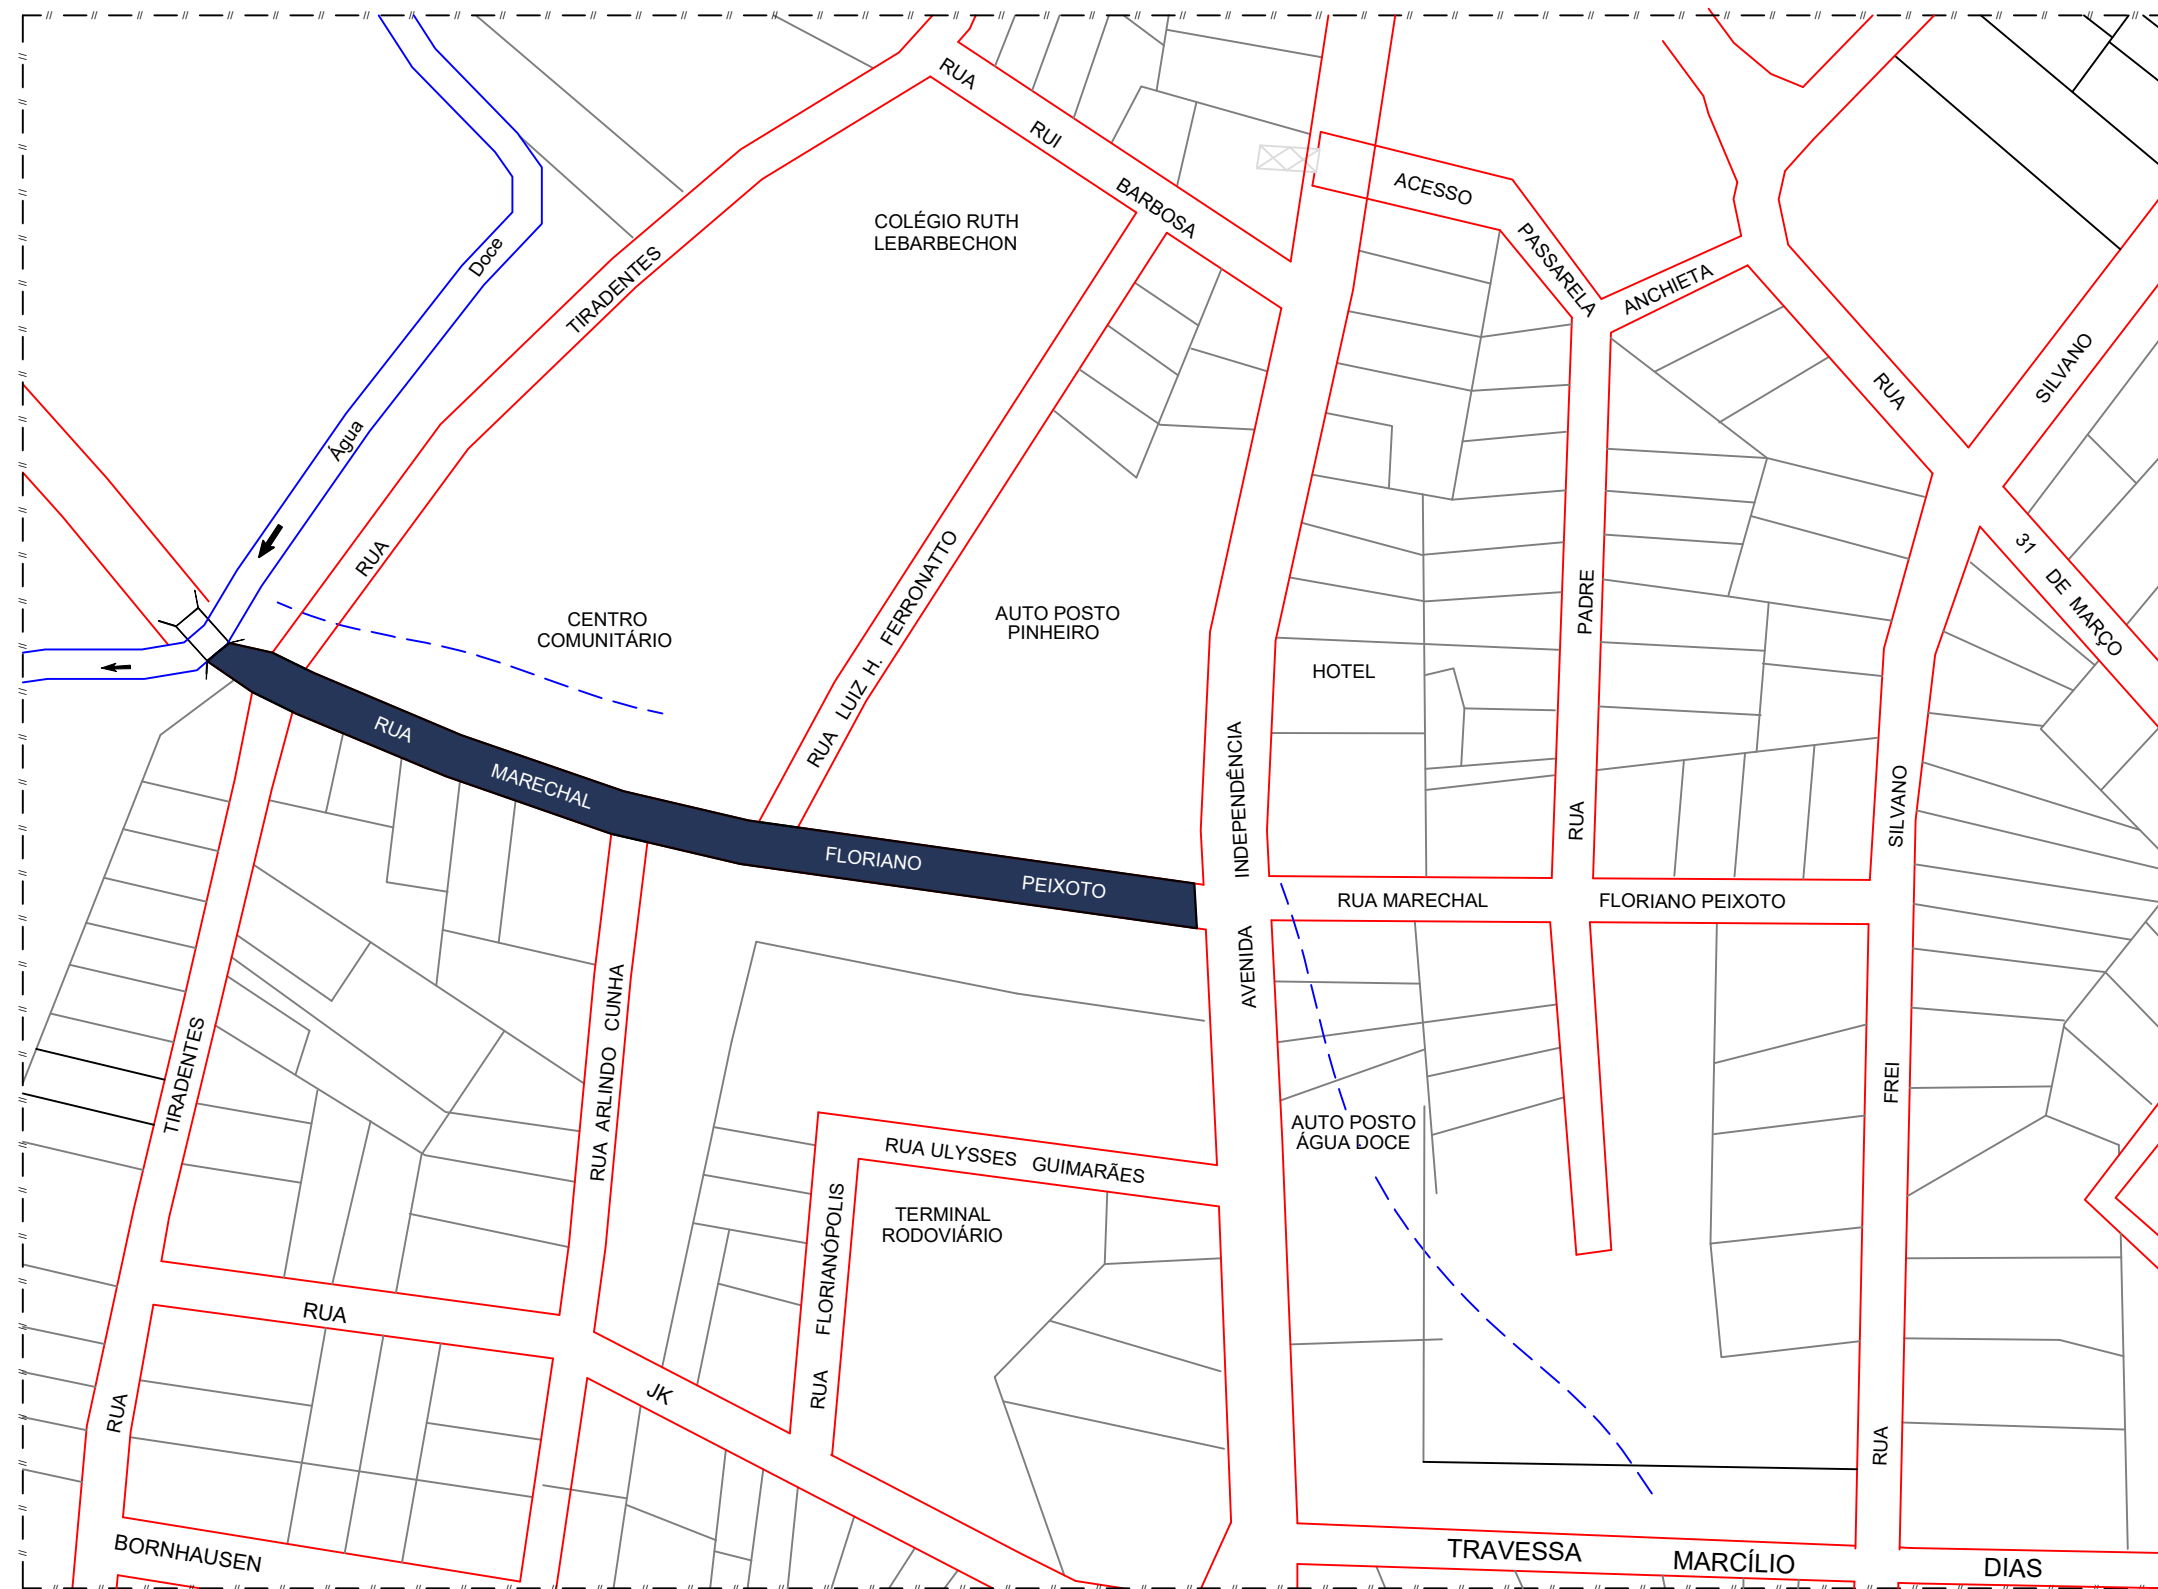 RUA
RUI
BARBOSA
ACESSO
PASSARELA
ANCHIETA
COLÉGIO RUTH
LEBARBECHON
Doce
Água
TIRADENTES
RUA
RUA
SILVANO
31
DE MARÇO
RUA LUIZ H. FERRONATTO
AUTO POSTO
PINHEIRO
CENTRO
COMUNITÁRIO
PADRE
RUA
HOTEL
RUA
MARECHAL
FLORIANO
PEIXOTO
INDEPENDÊNCIA
AVENIDA
RUA MARECHAL
FLORIANO PEIXOTO
SILVANO
FREI
RUA
TIRADENTES
RUA
RUA ARLINDO CUNHA
AUTO POSTO
ÁGUA DOCE
RUA ULYSSES GUIMARÃES
TERMINAL
RODOVIÁRIO
RUA FLORIANÓPOLIS
RUA
JK
BORNHAUSEN
TRAVESSA
MARCÍLIO
DIAS